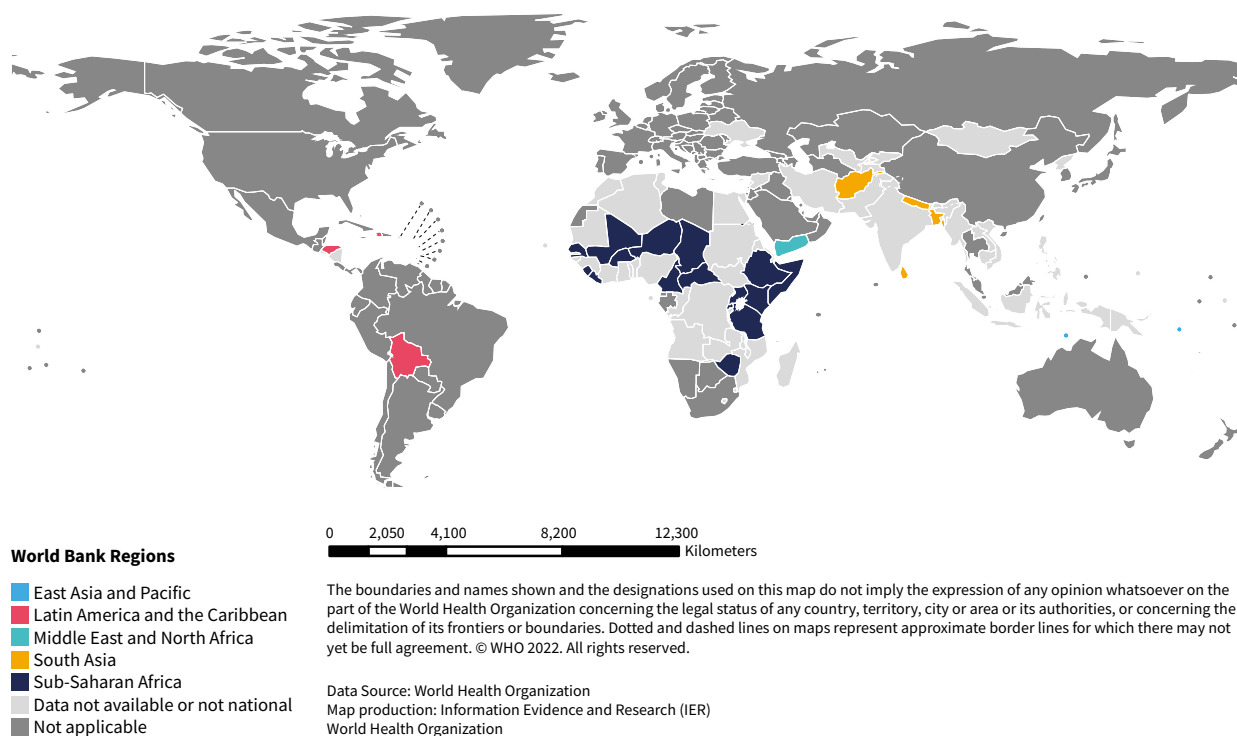 World Bank Regions
East Asia and Pacific
Latin America and the Caribbean
Middle East and North Africa
South Asia
Sub-Saharan Africa
Data not available or not national
Not applicable
0 2,050 4,100 8,200 12,300
Kilometers
The boundaries and names shown and the designations used on this map do not imply the expression of any opinion whatsoever on the
part of the World Health Organization concerning the legal status of any country, territory, city or area or its authorities, or concerning the
delimitation of its frontiers or boundaries. Dotted and dashed lines on maps represent approximate border lines for which there may not
yet be full agreement. © WHO 2022. All rights reserved.
Data Source: World Health Organization
Map production: Information Evidence and Research (IER)
World Health Organization